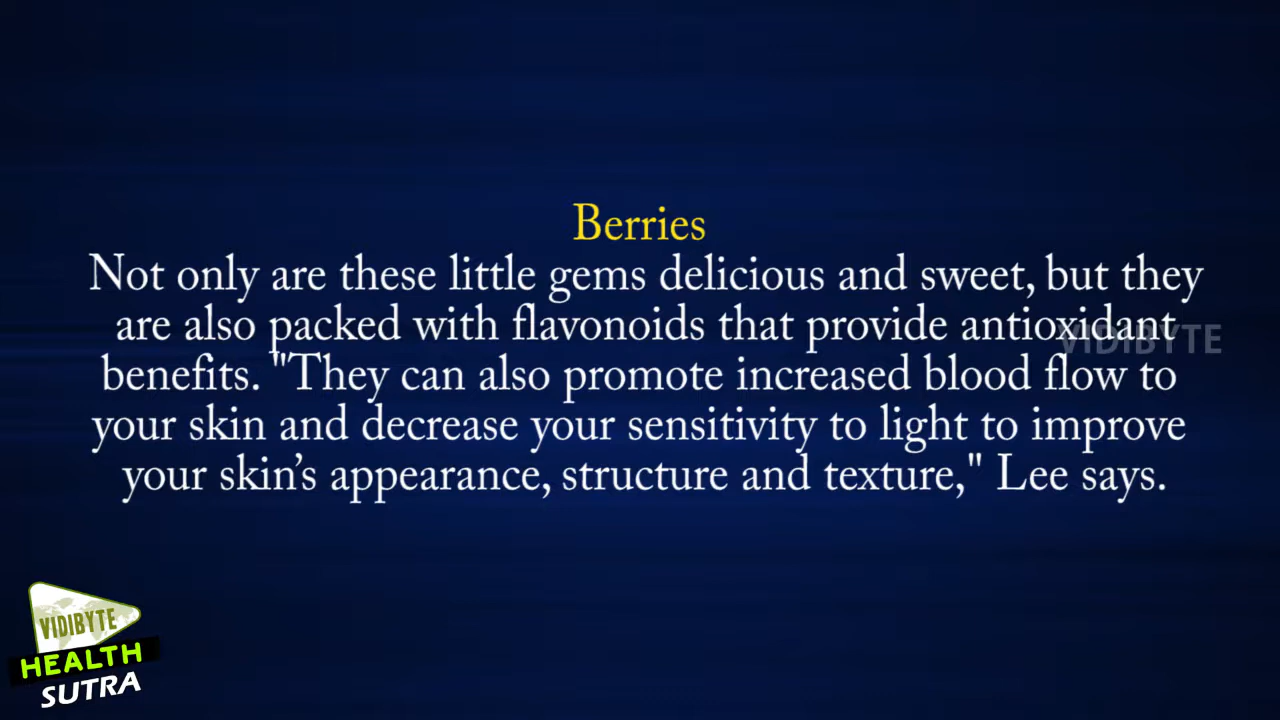 Berries
Not only are these little gems delicious and sweet, but they
are also packed with flavonoids that provide antioxidant
benefits. "They can also promote increased blood flow to
your skin and decrease your sensitivity to light to improve
your skin’s appearance, structure and texture," Lee says.
VIDIBYTE
VIDIBYTE
HEALTH
SUTRA